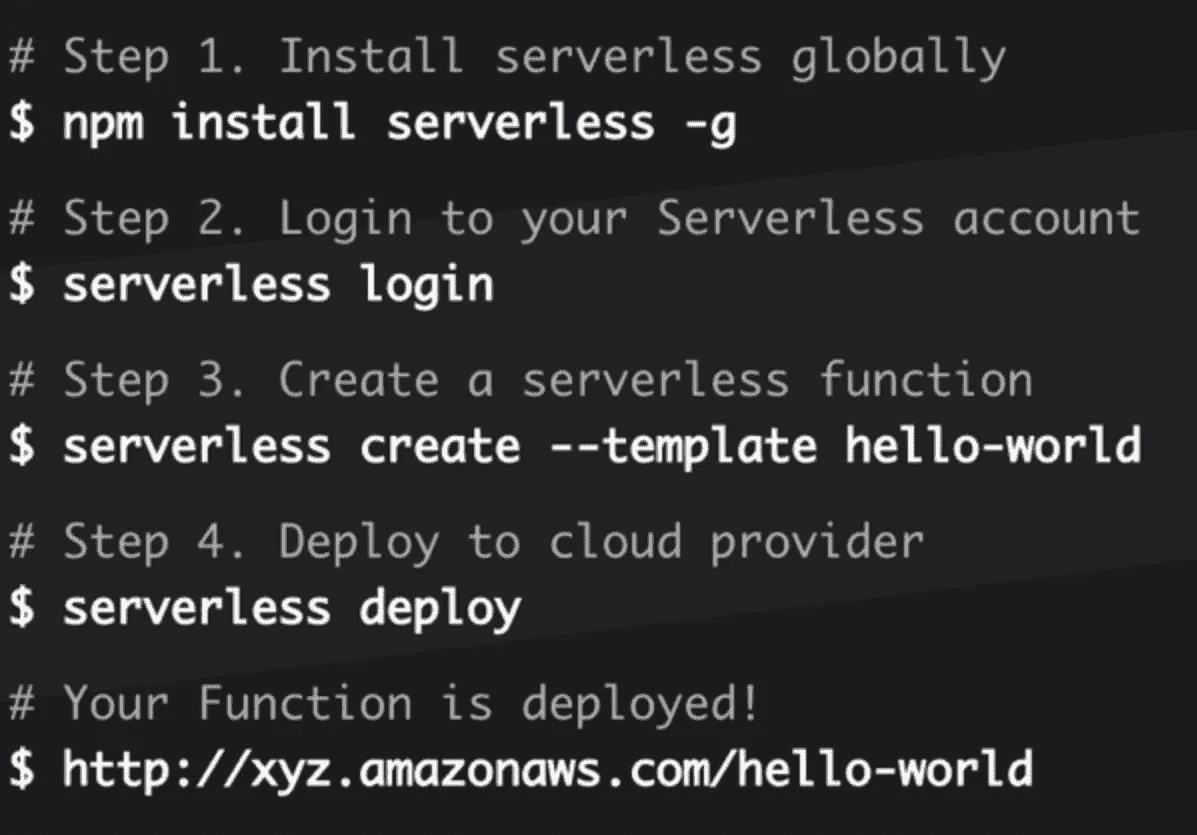 # Step 1. Install serverless globally
$ npm install serverless -g
# Step 2. Login to your Serverless account
$ serverless login
# Step 3. Create a serverless function
$ serverless create --template hello-world
# Step 4. Deploy to cloud provider
$ serverless deploy
# Your Function is deployed!
$ http://xyz.amazonaws.com/hello-world